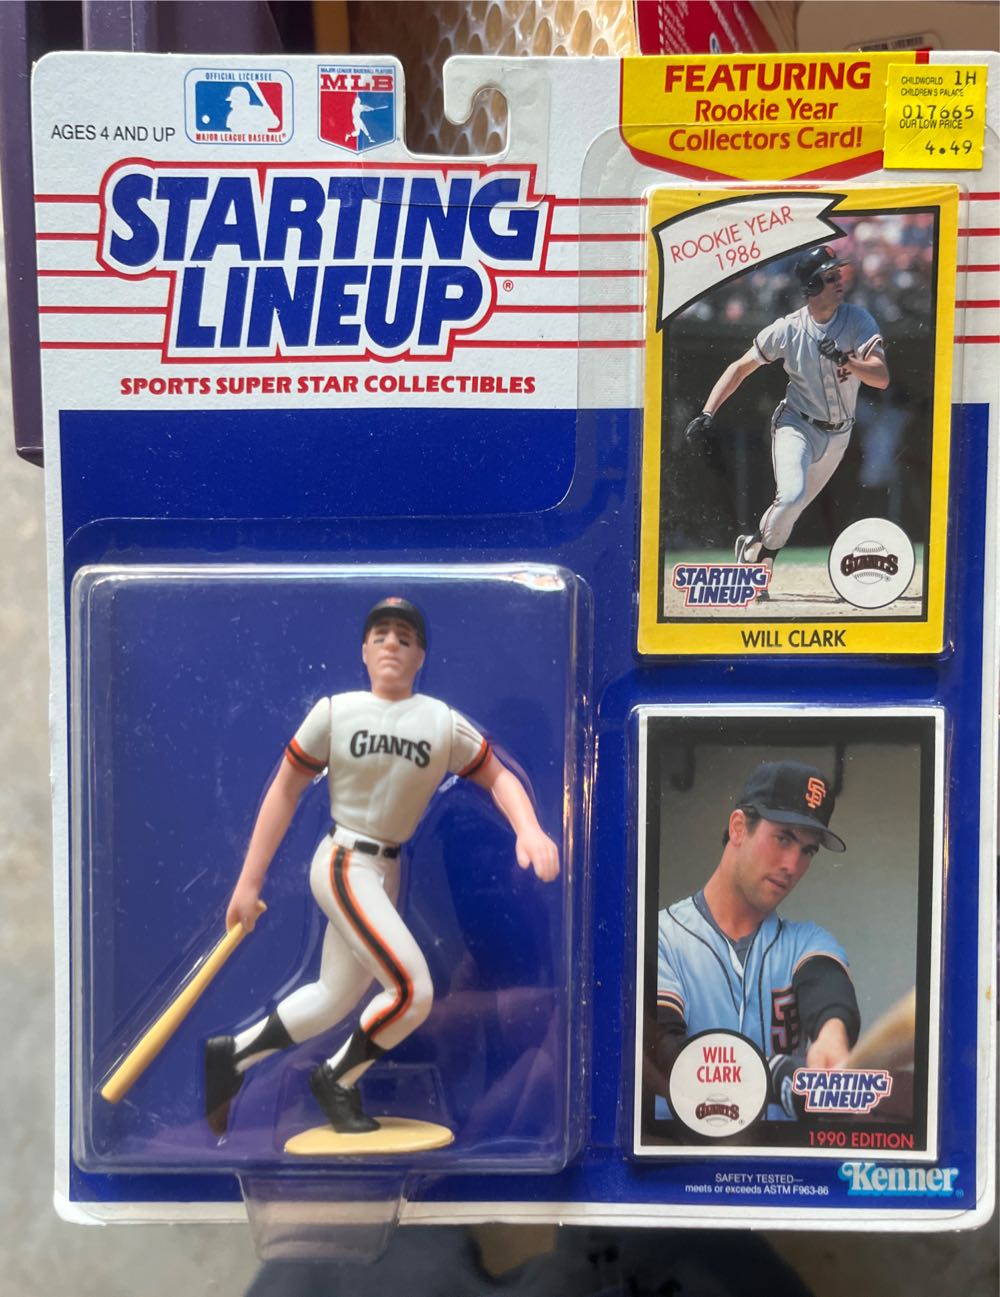 OFFICIAL LICENSEE
MAJOR LEAGUE BASEBALL®
MAJOR LEAGUE BASEBALL PLAYERS
MLB
AGES 4 AND UP
FEATURING
Rookie Year
Collectors Card!
CHILDWORLD 1H
CHILDREN'S PALACE
017665
OUR LOW PRICE
4.49
STARTING
LINEUP®
SPORTS SUPER STAR COLLECTIBLES
ROOKIE YEAR
1986
SF
GIANTS
STARTING
LINEUP
WILL CLARK
GIANTS
SF
SF
WILL
CLARK
GIANTS
STARTING
LINEUP
1990 EDITION
SAFETY TESTED—
meets or exceeds ASTM F963-86
Kenner®